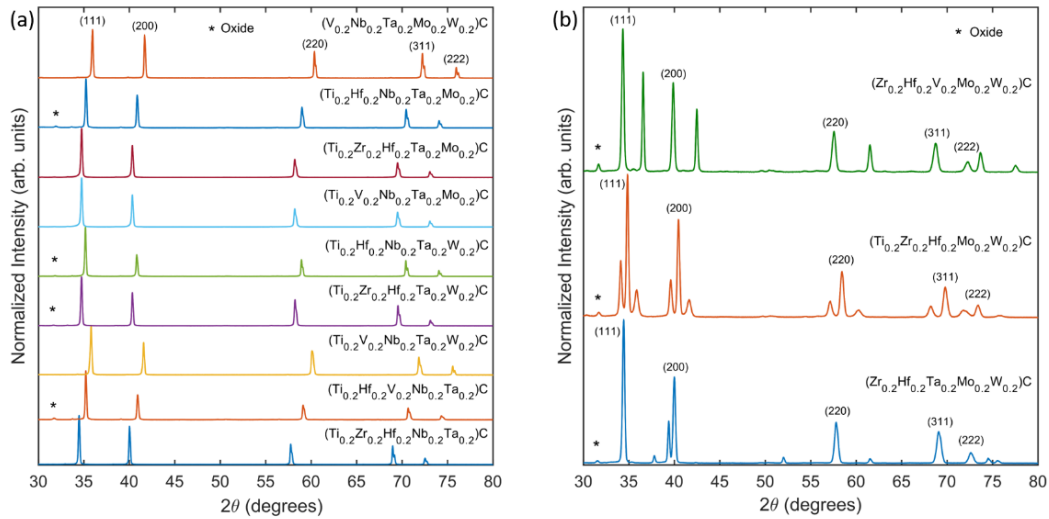 (a)
(111)
(200)
* Oxide
(V0.2Nb0.2Ta0.2Mo0.2W0.2)C
(220)
(311)
(222)
*
(Ti0.2Hf0.2Nb0.2Ta0.2Mo0.2)C
(Ti0.2Zr0.2Hf0.2Ta0.2Mo0.2)C
(Ti0.2V0.2Nb0.2Ta0.2Mo0.2)C
*
(Ti0.2Hf0.2Nb0.2Ta0.2W0.2)C
*
(Ti0.2Zr0.2Hf0.2Ta0.2W0.2)C
(Ti0.2V0.2Nb0.2Ta0.2W0.2)C
*
(Ti0.2Hf0.2V0.2Nb0.2Ta0.2)C
(Ti0.2Zr0.2Hf0.2Nb0.2Ta0.2)C
Normalized Intensity (arb. units)
30 35 40 45 50 55 60 65 70 75 80
2θ (degrees)
(b)
(111)
* Oxide
(200)
(Zr0.2Hf0.2V0.2Mo0.2W0.2)C
(220)
(311)
(222)
*
(111)
(200)
(Ti0.2Zr0.2Hf0.2Mo0.2W0.2)C
(220)
(311)
(222)
*
(111)
(200)
(Zr0.2Hf0.2Ta0.2Mo0.2W0.2)C
(220)
(311)
(222)
*
Normalized Intensity (arb. units)
30 35 40 45 50 55 60 65 70 75 80
2θ (degrees)